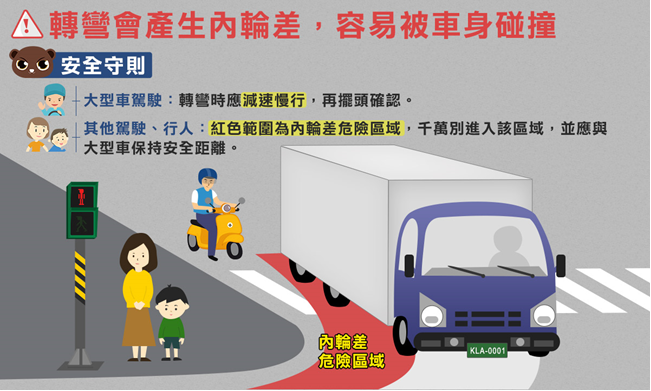 轉彎會產生內輪差，容易被車身碰撞
安全守則
大型車駕駛：轉彎時應減速慢行，再擺頭確認。
其他駕駛、行人：紅色範圍為內輪差危險區域，千萬別進入該區域，並應與
大型車保持安全距離。
內輪差
危險區域
KLA-0001